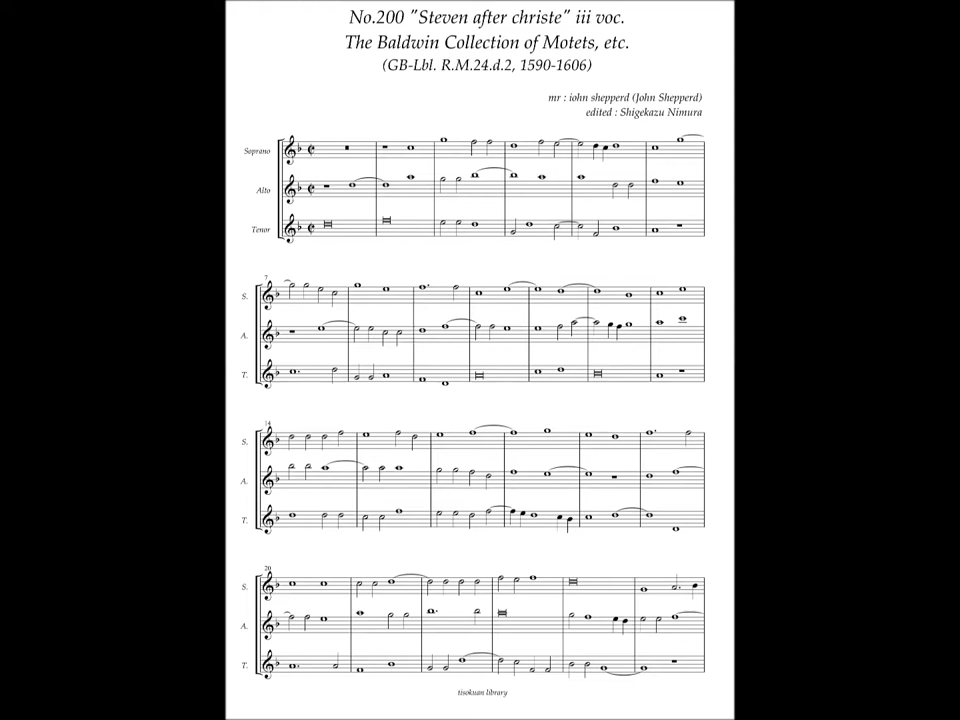 No.200 "Steven after christe" iii voc.
The Baldwin Collection of Motets, etc.
(GB-Lbl. R.M.24.d.2, 1590-1606)
mr : iohn shepperd (John Shepperd)
edited : Shigekazu Nimura
Soprano
Alto
Tenor
7
S.
A.
T.
14
S.
A.
T.
20
S.
A.
T.
tisokuan library